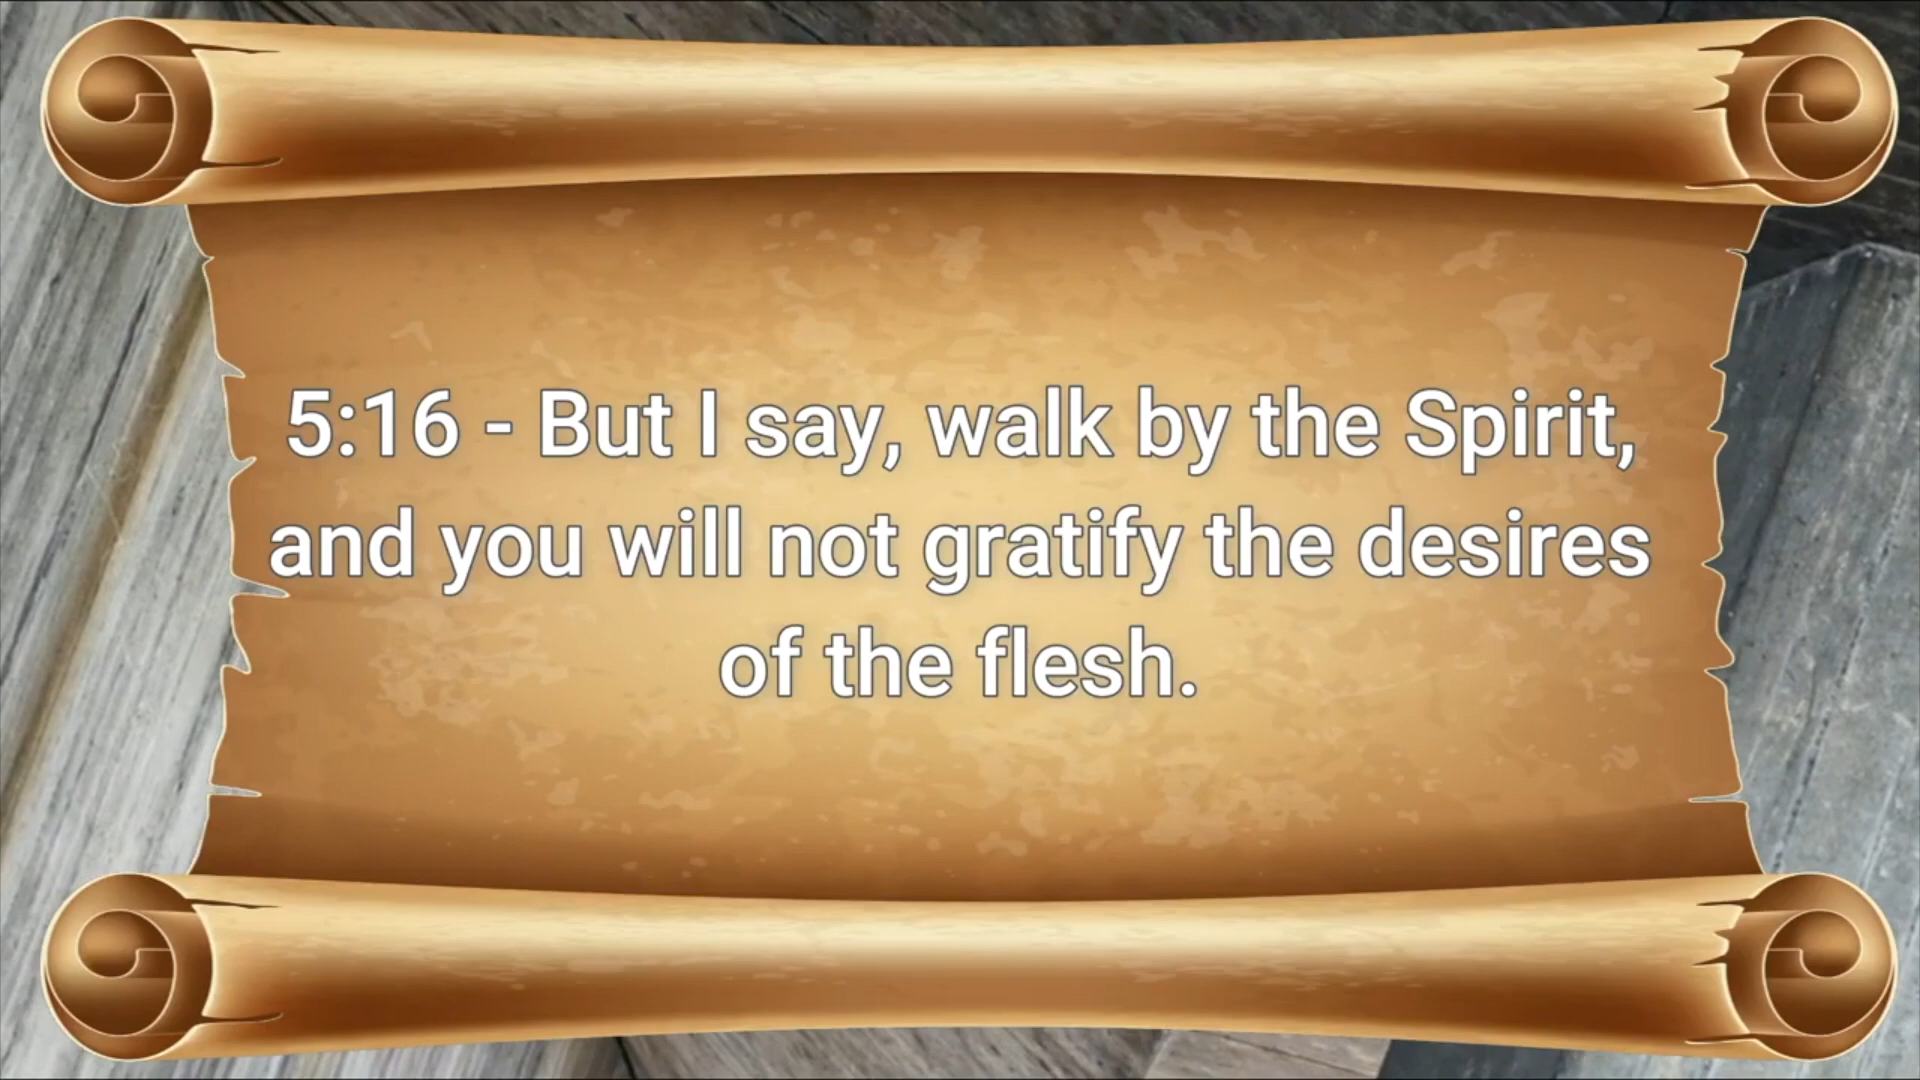 5:16 - But I say, walk by the Spirit,
and you will not gratify the desires
of the flesh.